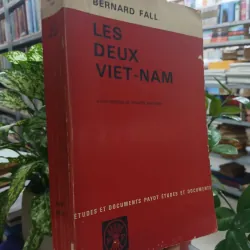 BERNARD FALL
LES
DEUX
VIET-NAM
ÉTUDES ET DOCUMENTS PAYOT ÉTUDES ET DOCUMENTS